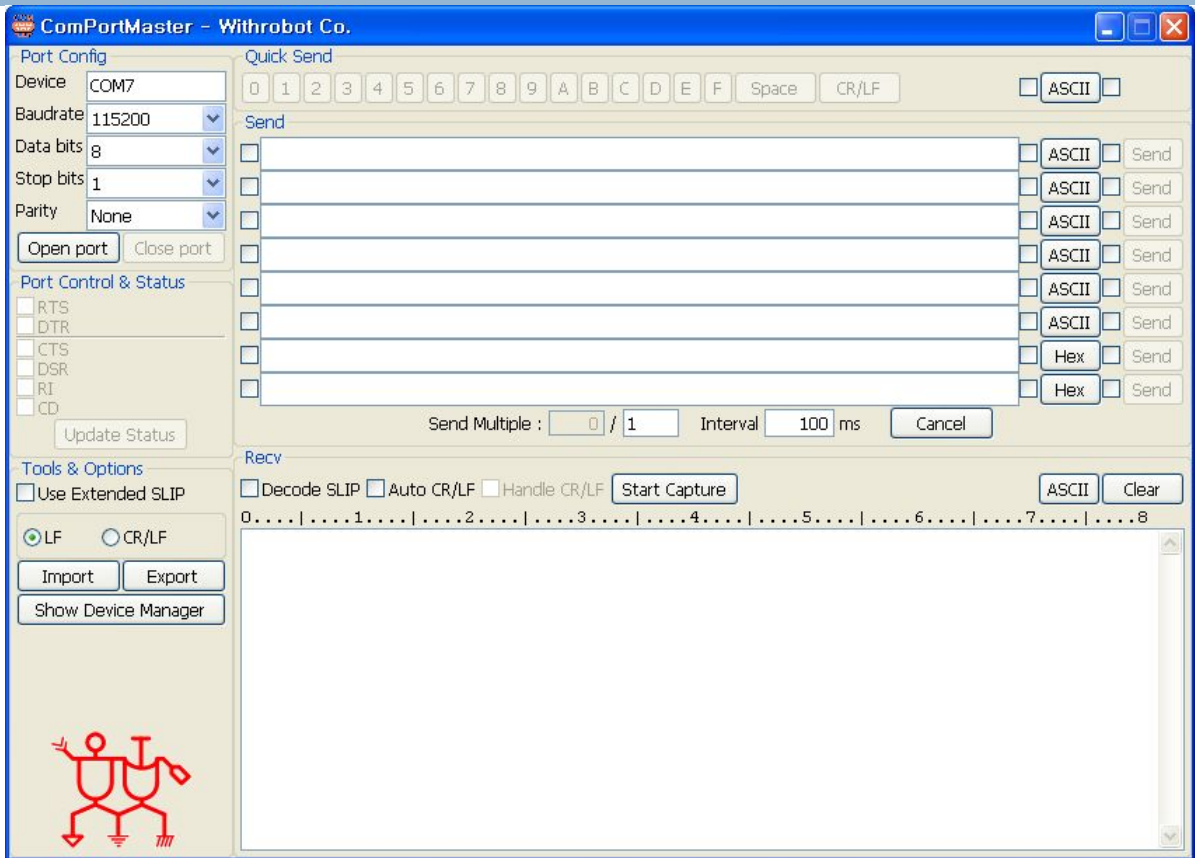 ComPortMaster - Withrobot Co.
Port Config
Device COM7
Baudrate 115200
Data bits 8
Stop bits 1
Parity None
Open port Close port
Port Control & Status
RTS
DTR
CTS
DSR
RI
CD
Update Status
Tools & Options
Use Extended SLIP
LF CR/LF
Import Export
Show Device Manager
Quick Send
0 1 2 3 4 5 6 7 8 9 A B C D E F Space CR/LF ASCII
Send
ASCII Send
ASCII Send
ASCII Send
ASCII Send
ASCII Send
ASCII Send
Hex Send
Hex Send
Send Multiple : 0 / 1 Interval 100 ms Cancel
Recv
Decode SLIP Auto CR/LF Handle CR/LF Start Capture ASCII Clear
0....|....1....|....2....|....3....|....4....|....5....|....6....|....7....|....8